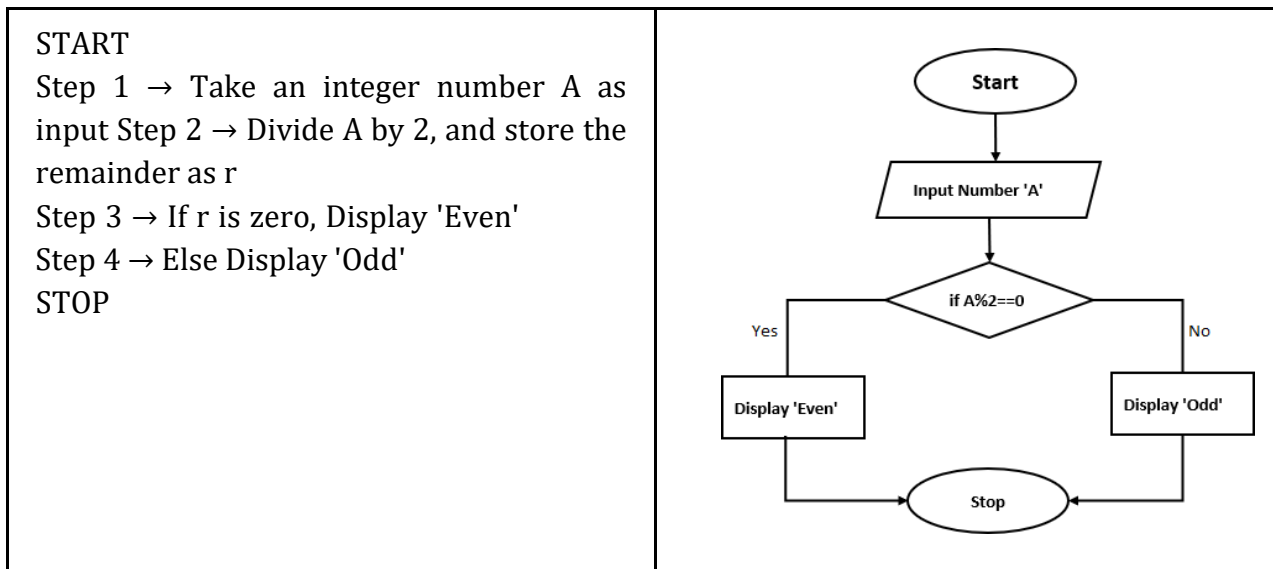 START
Step 1 → Take an integer number A as
input Step 2 → Divide A by 2, and store the
remainder as r
Step 3 → If r is zero, Display 'Even'
Step 4 → Else Display 'Odd'
STOP
Start
Input Number 'A'
if A%2==0
Yes
No
Display 'Even'
Display 'Odd'
Stop